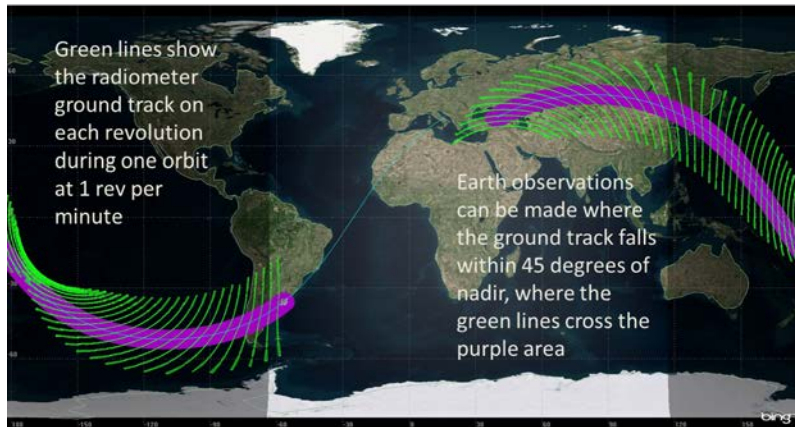 Green lines show
the radiometer
ground track on
each revolution
during one orbit
at 1 rev per
minute
Earth observations
can be made where
the ground track falls
within 45 degrees of
nadir, where the
green lines cross the
purple area
bing